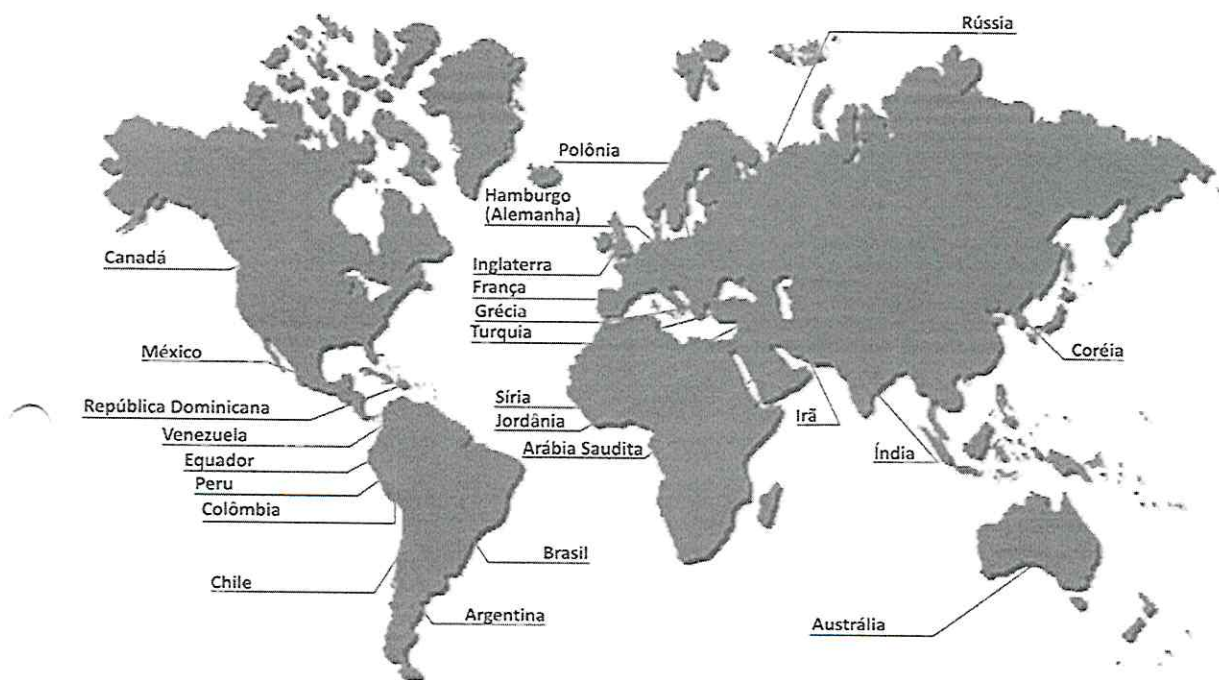 Rússia
Polônia
Hamburgo
(Alemanha)
Canadá
Inglaterra
França
Grécia
Turquia
México
Coréia
República Dominicana
Síria
Jordânia
Irã
Venezuela
Arábia Saudita
Índia
Equador
Peru
Colômbia
Brasil
Chile
Argentina
Austrália